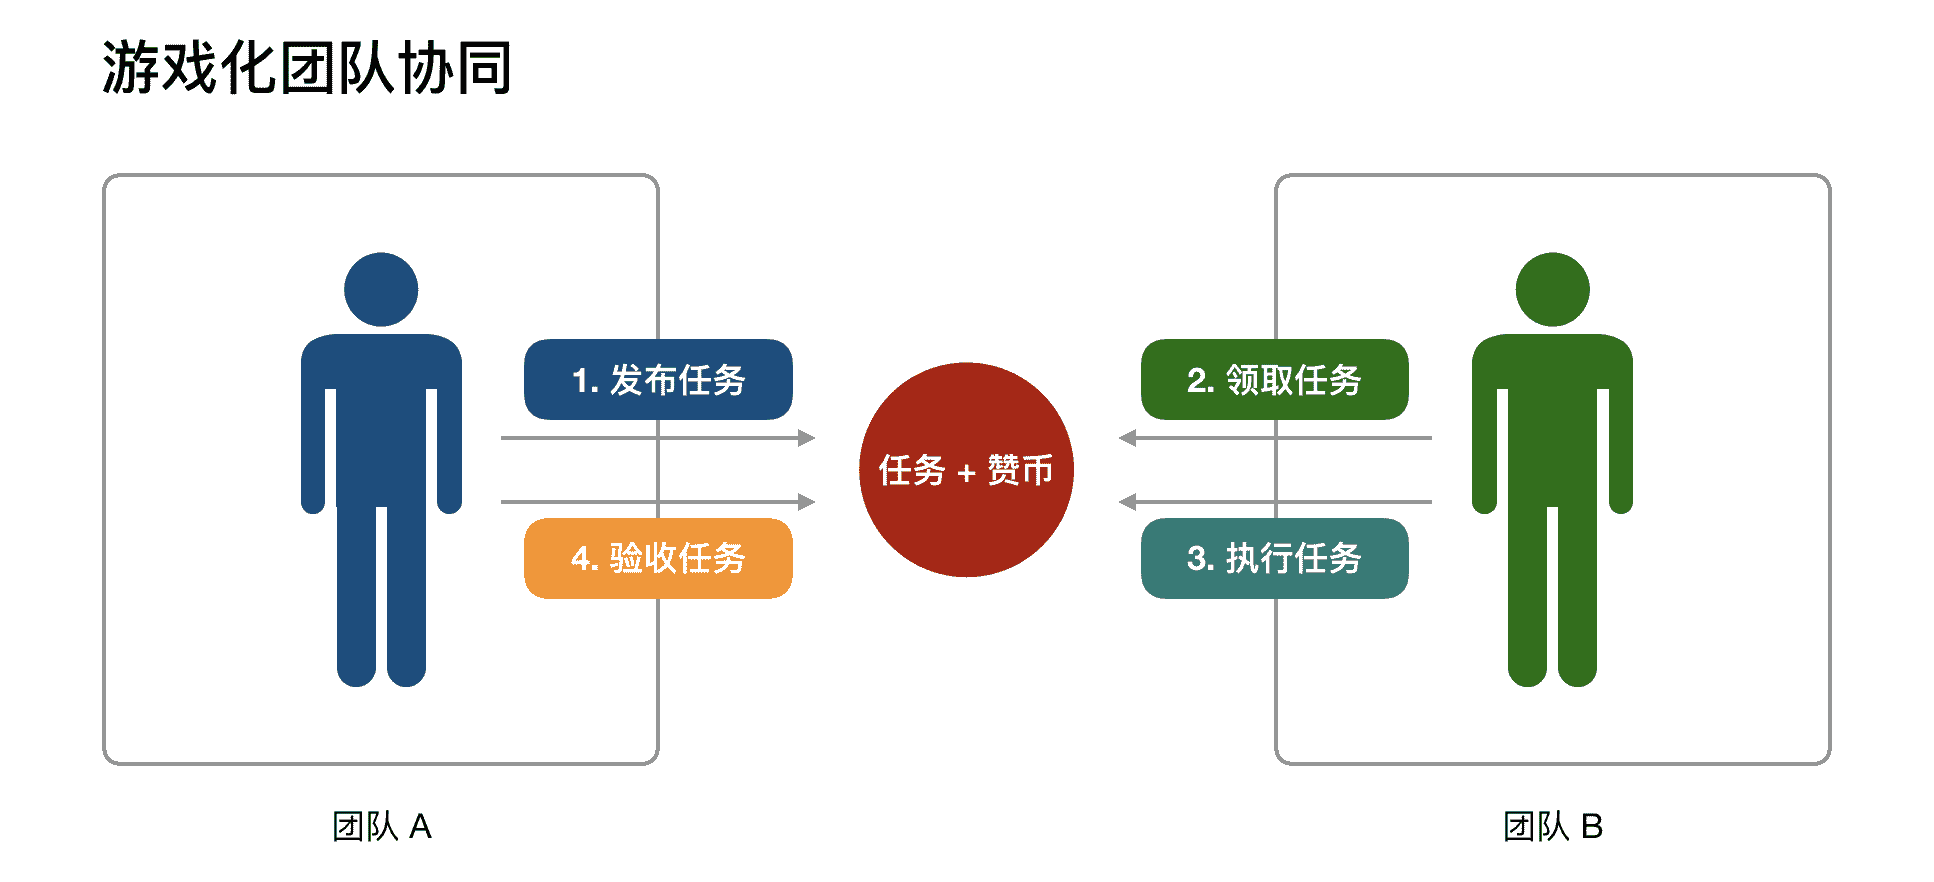 游戏化团队协同
1. 发布任务
2. 领取任务
任务 + 赞币
4. 验收任务
3. 执行任务
团队 A
团队 B